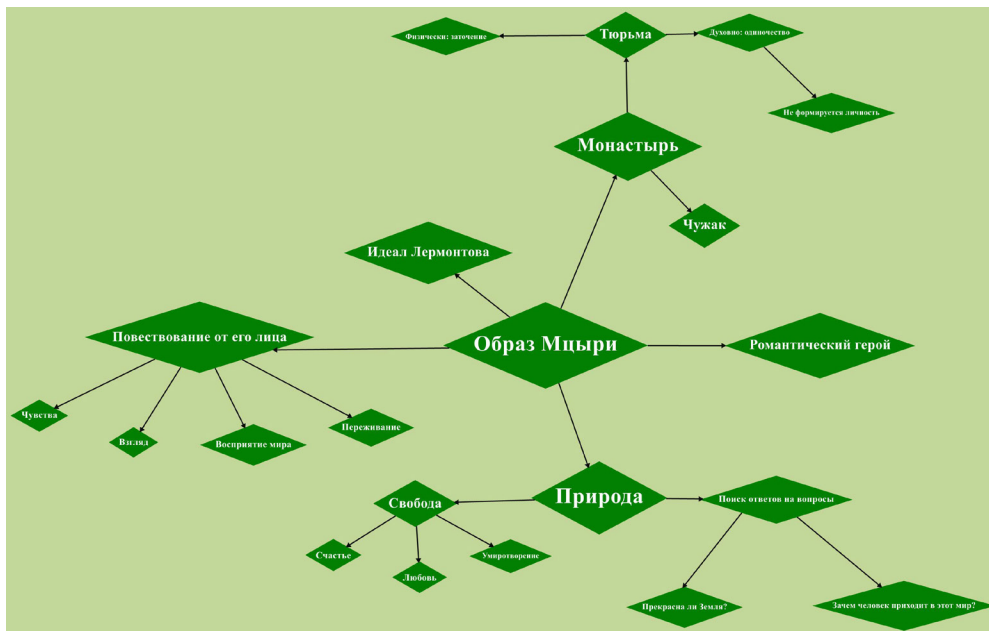 Физически: заточение
Тюрьма
Духовно: одиночество
Не формируется личность
Монастырь
Чужак
Идеал Лермонтова
Повествование от его лица
Образ Мцыри
Романтический герой
Чувства
Взгляд
Восприятие мира
Переживание
Свобода
Природа
Поиск ответов на вопросы
Счастье
Любовь
Умиротворение
Прекрасна ли Земля?
Зачем человек приходит в этот мир?